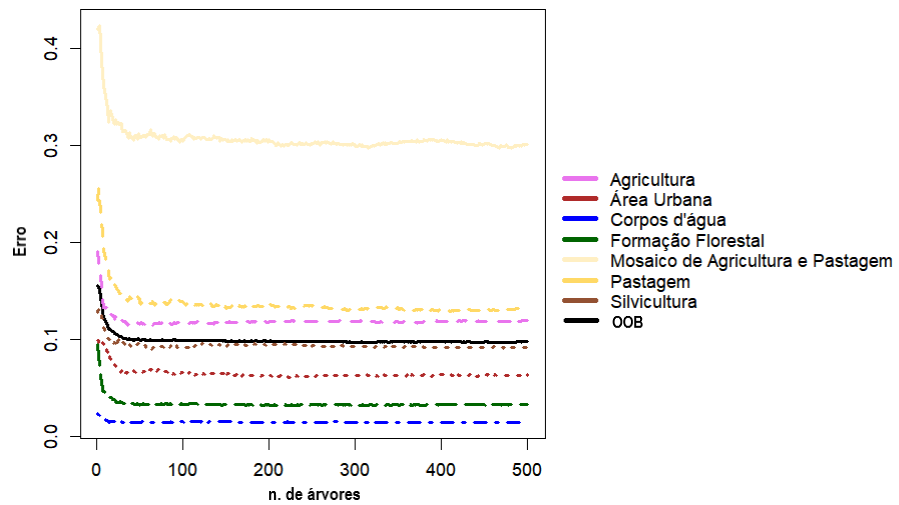 0.4
0.3
0.2
0.1
0.0
Erro
0 100 200 300 400 500
n. de árvores
Agricultura
Área Urbana
Corpos d'água
Formação Florestal
Mosaico de Agricultura e Pastagem
Pastagem
Silvicultura
OOB